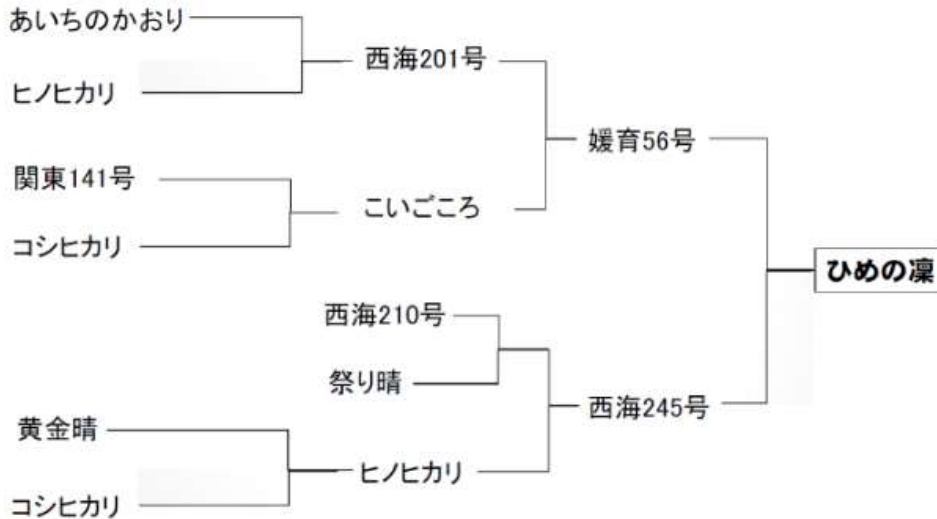 あいちのかおり
西海201号
ヒノヒカリ
媛育56号
関東141号
こいごころ
コシヒカリ
ひめの凜
西海210号
祭り晴
西海245号
黄金晴
ヒノヒカリ
コシヒカリ